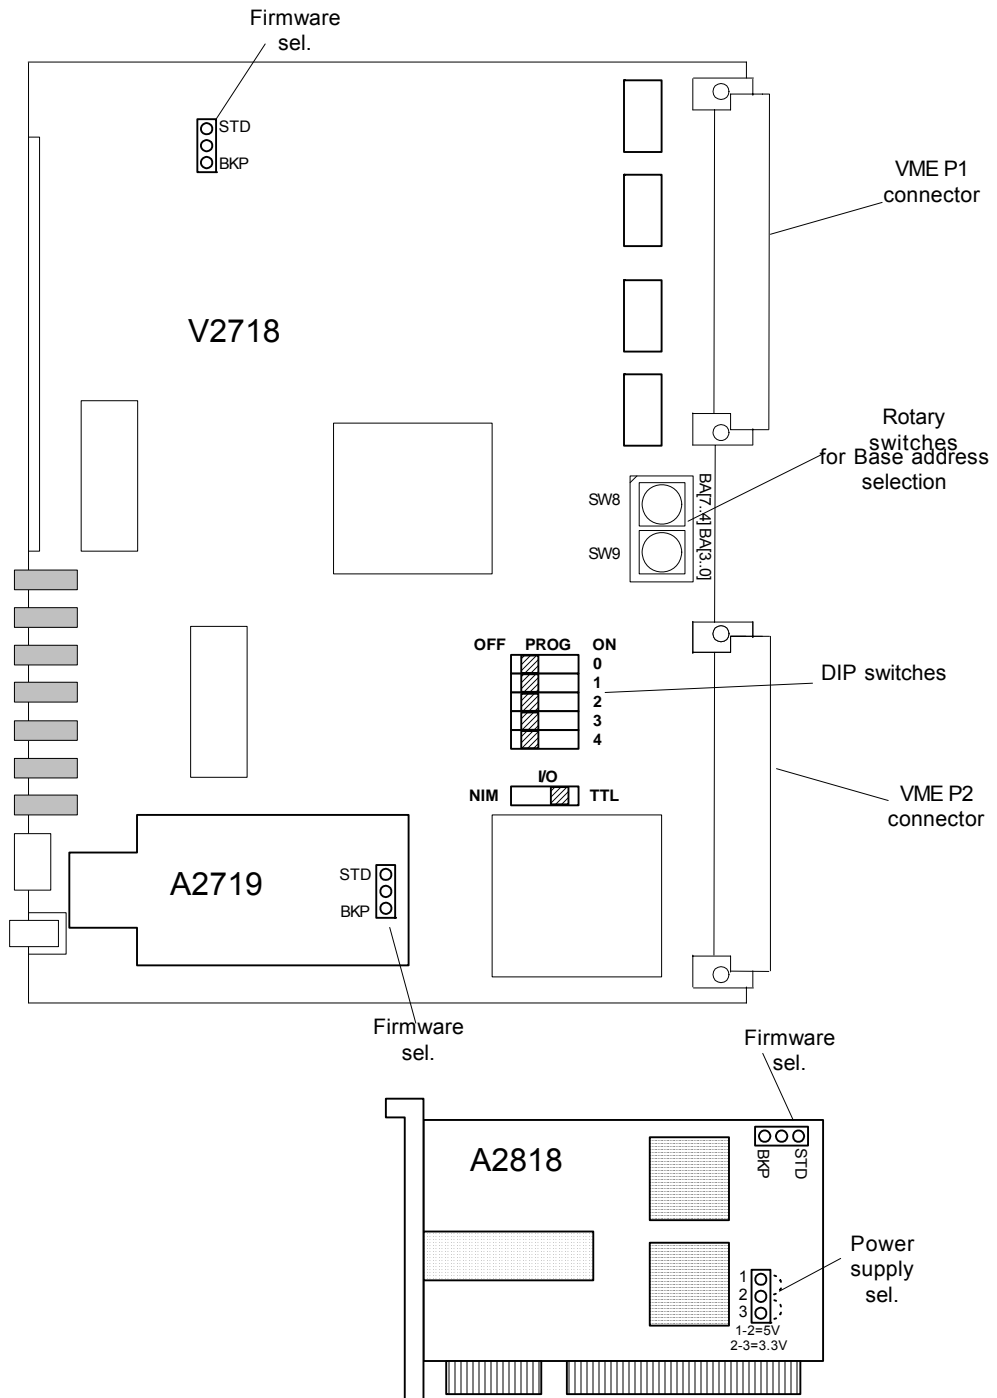 Firmware
sel.
STD
BKP
VME P1
connector
V2718
Rotary
switches
for Base address
selection
SW8
SW9
BA[7..4] BA[3..0]
OFF PROG ON
0
1
2
3
4
DIP switches
I/O
NIM TTL
VME P2
connector
A2719
STD
BKP
Firmware
sel.
Firmware
sel.
A2818
BKP
STD
Power
supply
sel.
1
2
3
1-2=5V
2-3=3.3V